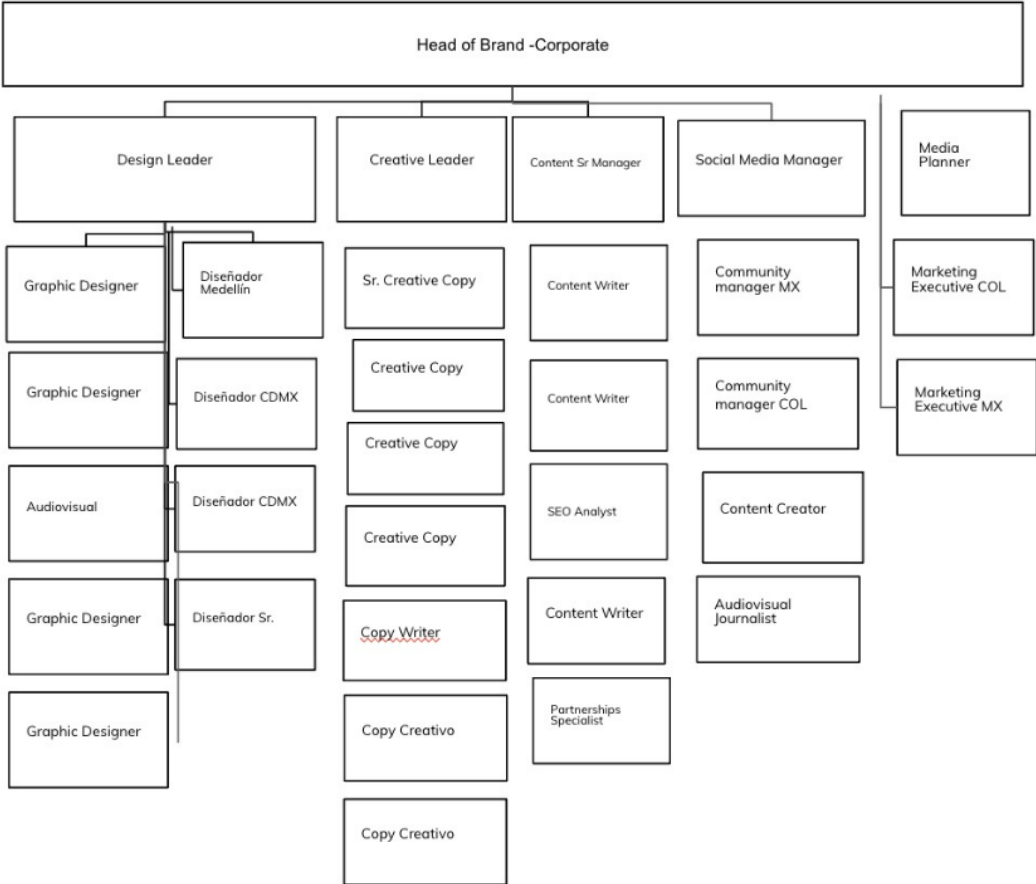 Head of Brand -Corporate
Design Leader
Creative Leader
Content Sr Manager
Social Media Manager
Media
Planner
Graphic Designer
Diseñador
Medellín
Sr. Creative Copy
Content Writer
Community
manager MX
Marketing
Executive COL
Graphic Designer
Diseñador CDMX
Creative Copy
Content Writer
Community
manager COL
Marketing
Executive MX
Creative Copy
Audiovisual
Diseñador CDMX
Creative Copy
SEO Analyst
Content Creator
Graphic Designer
Diseñador Sr.
Copy Writer
Content Writer
Audiovisual
Journalist
Graphic Designer
Copy Creativo
Partnerships
Specialist
Copy Creativo